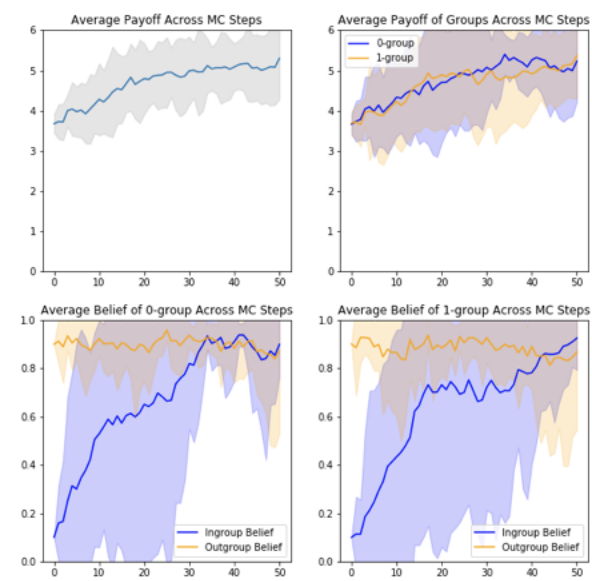 Average Payoff Across MC Steps
6
5
4
3
2
1
0
0 10 20 30 40 50
Average Payoff of Groups Across MC Steps
0-group
1-group
6
5
4
3
2
1
0
0 10 20 30 40 50
Average Belief of 0-group Across MC Steps
1.0
0.8
0.6
0.4
0.2
0.0
Ingroup Belief
Outgroup Belief
0 10 20 30 40 50
Average Belief of 1-group Across MC Steps
1.0
0.8
0.6
0.4
0.2
0.0
Ingroup Belief
Outgroup Belief
0 10 20 30 40 50